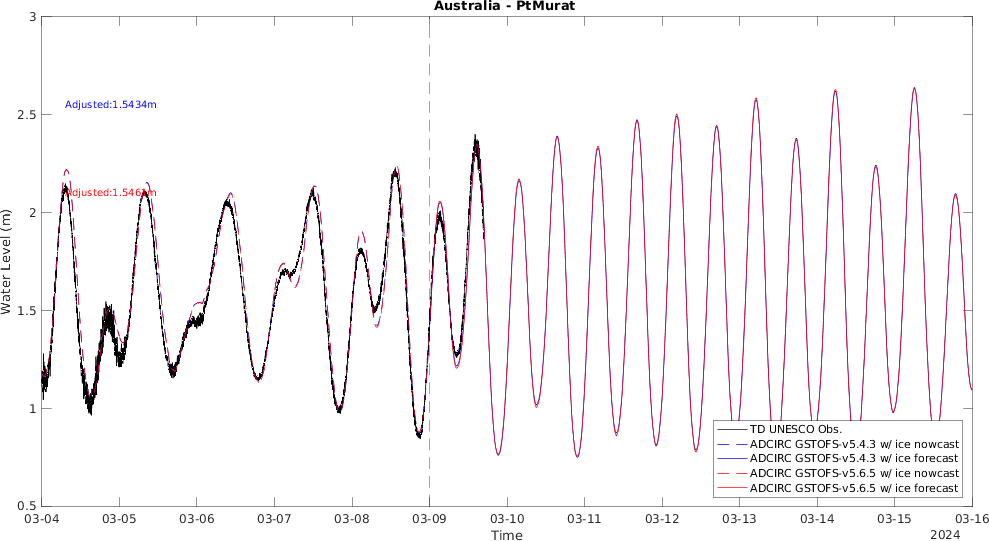 Australia - PtMurat
3
2.5
2
1.5
1
0.5
Water Level (m)
Adjusted:1.5434m
Adjusted:1.5461m
TD UNESCO Obs.
ADCIRC GSTOFS-v5.4.3 w/ ice nowcast
ADCIRC GSTOFS-v5.4.3 w/ ice forecast
ADCIRC GSTOFS-v5.6.5 w/ ice nowcast
ADCIRC GSTOFS-v5.6.5 w/ ice forecast
03-04 03-05 03-06 03-07 03-08 03-09 03-10 03-11 03-12 03-13 03-14 03-15 03-16
Time
2024